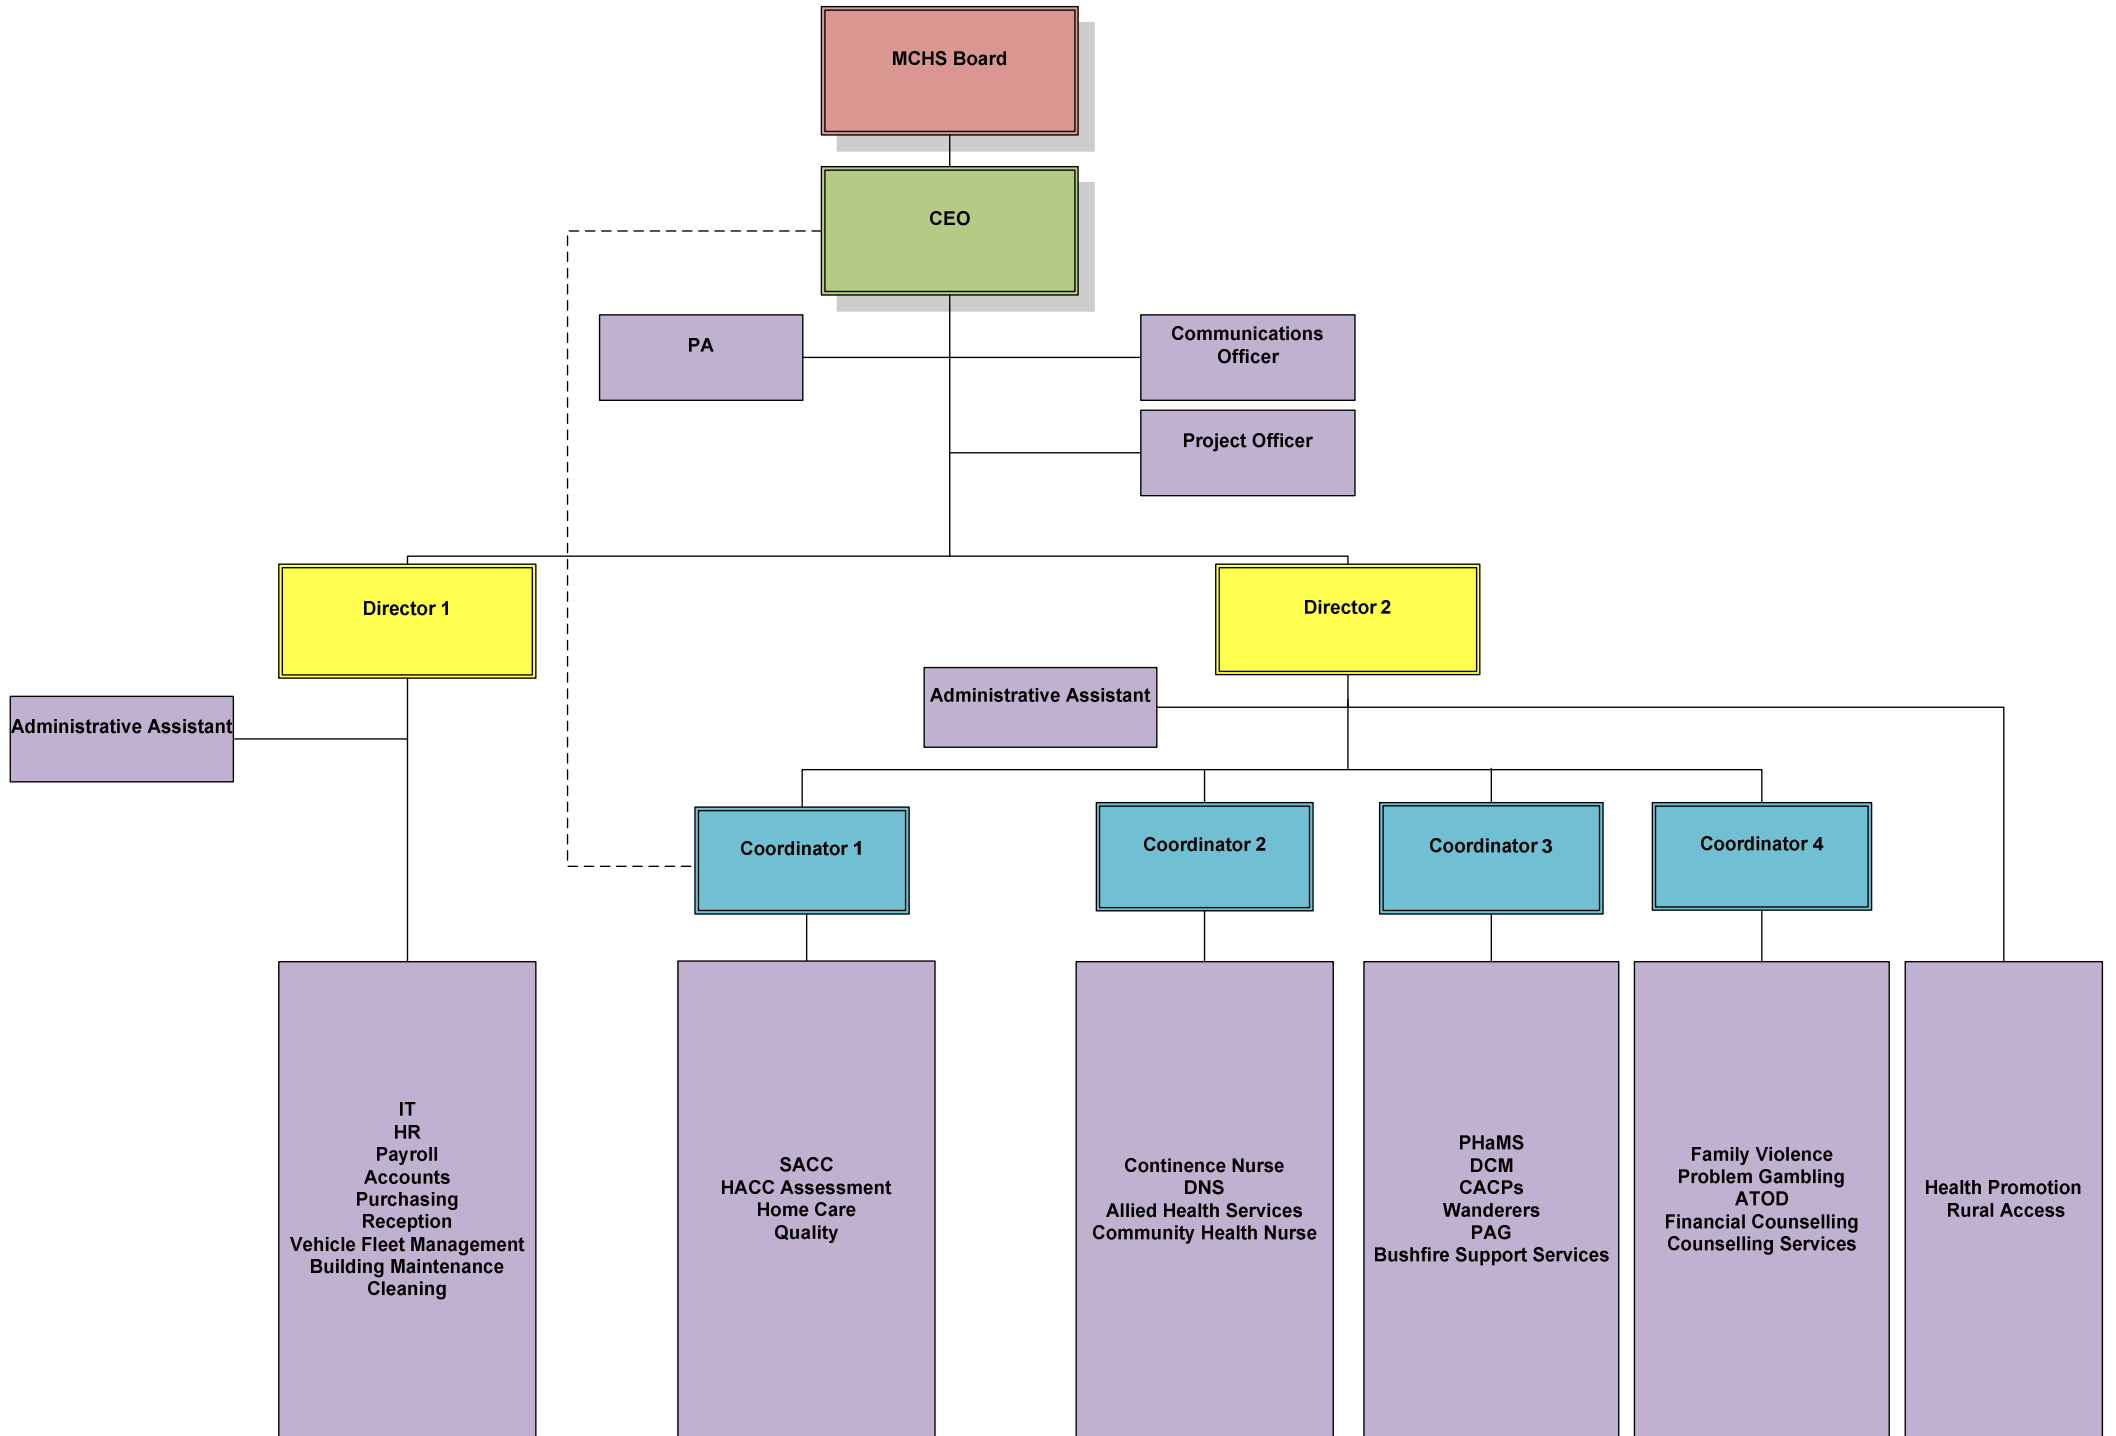 MCHS Board
CEO
PA
Communications
Officer
Project Officer
Director 1
Director 2
Administrative Assistant
Administrative Assistant
Coordinator 1
Coordinator 2
Coordinator 3
Coordinator 4
IT
HR
Payroll
Accounts
Purchasing
Reception
Vehicle Fleet Management
Building Maintenance
Cleaning
SACC
HACC Assessment
Home Care
Quality
Continence Nurse
DNS
Allied Health Services
Community Health Nurse
PHaMS
DCM
CACPs
Wanderers
PAG
Bushfire Support Services
Family Violence
Problem Gambling
ATOD
Financial Counselling
Counselling Services
Health Promotion
Rural Access